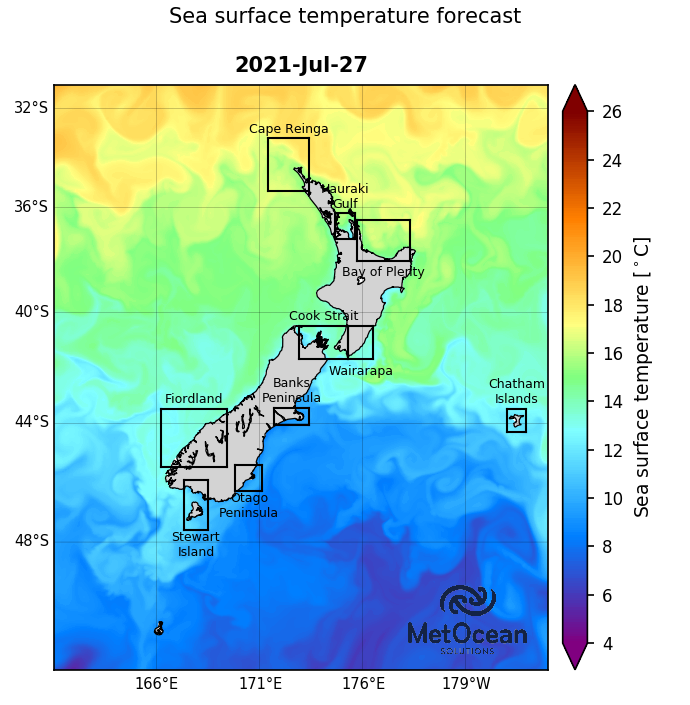 Sea surface temperature forecast
2021-Jul-27
32°S
36°S
40°S
44°S
48°S
Cape Reinga
Hauraki
Gulf
Bay of Plenty
Cook Strait
Wairarapa
Banks
Peninsula
Fiordland
Chatham
Islands
Otago
Peninsula
Stewart
Island
MetOcean
SOLUTIONS
166°E
171°E
176°E
179°W
26
24
22
20
18
16
14
12
10
8
6
4
Sea surface temperature [°C]